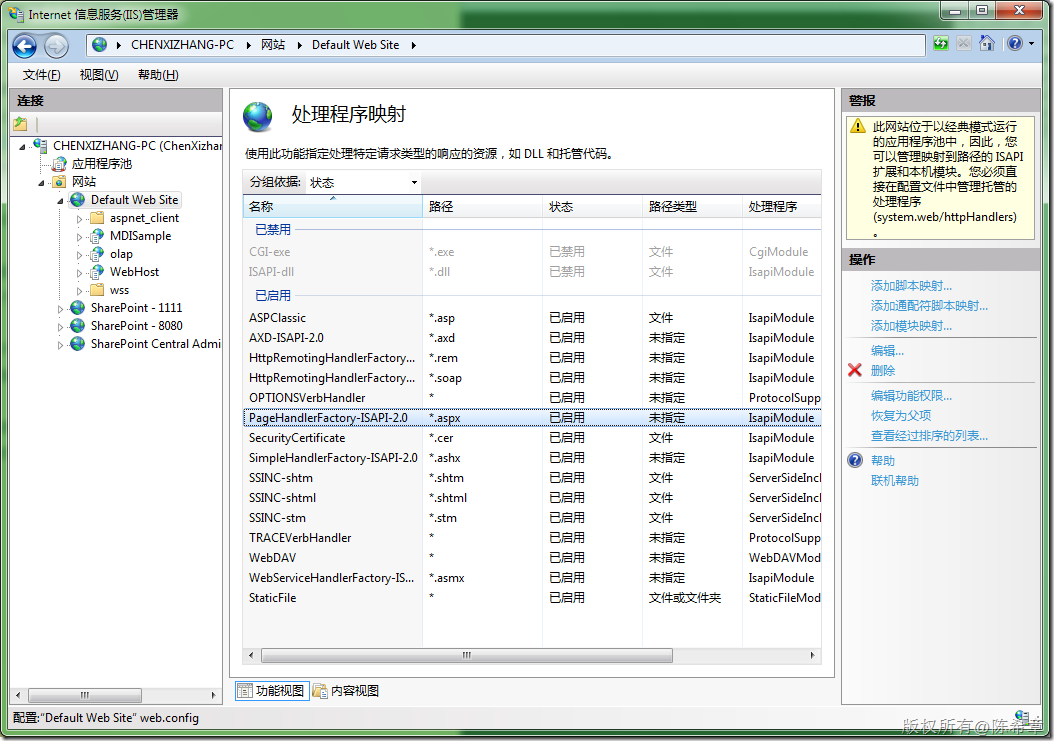 Internet 信息服务(IIS)管理器
CHENXIZHANG-PC 网站 Default Web Site
文件(F) 视图(V) 帮助(H)
连接
CHENXIZHANG-PC (ChenXizhar
应用程序池
网站
Default Web Site
aspnet_client
MDISample
olap
WebHost
wss
SharePoint - 1111
SharePoint - 8080
SharePoint Central Admi
处理程序映射
使用此功能指定处理特定请求类型的响应的资源，如 DLL 和托管代码。
分组依据: 状态
名称 路径 状态 路径类型 处理程序
已禁用
CGI-exe *.exe 已禁用 文件 CgiModule
ISAPI-dll *.dll 已禁用 文件 IsapiModule
已启用
ASPClassic *.asp 已启用 文件 IsapiModule
AXD-ISAPI-2.0 *.axd 已启用 未指定 IsapiModule
HttpRemotingHandlerFactory... *.rem 已启用 未指定 IsapiModule
HttpRemotingHandlerFactory... *.soap 已启用 未指定 IsapiModule
OPTIONSVerbHandler * 已启用 未指定 ProtocolSupp
PageHandlerFactory-ISAPI-2.0 *.aspx 已启用 未指定 IsapiModule
SecurityCertificate *.cer 已启用 文件 IsapiModule
SimpleHandlerFactory-ISAPI-2.0 *.ashx 已启用 未指定 IsapiModule
SSINC-shtm *.shtm 已启用 文件 ServerSideIncl
SSINC-shtml *.shtml 已启用 文件 ServerSideIncl
SSINC-stm *.stm 已启用 文件 ServerSideIncl
TRACEVerbHandler * 已启用 未指定 ProtocolSupp
WebDAV * 已启用 未指定 WebDAVMod
WebServiceHandlerFactory-IS... *.asmx 已启用 未指定 IsapiModule
StaticFile * 已启用 文件或文件夹 StaticFileMod
功能视图 内容视图
警报
此网站位于以经典模式运行
的应用程序池中，因此，您
可以管理映射到路径的 ISAPI
扩展和本机模块。您必须直
接在配置文件中管理托管的
处理程序
(system.web/httpHandlers)
。
操作
添加脚本映射...
添加通配符脚本映射...
添加模块映射...
编辑...
删除
编辑功能权限...
恢复为父项
查看经过排序的列表...
帮助
联机帮助
配置:"Default Web Site" web.config
版权所有@陈希章